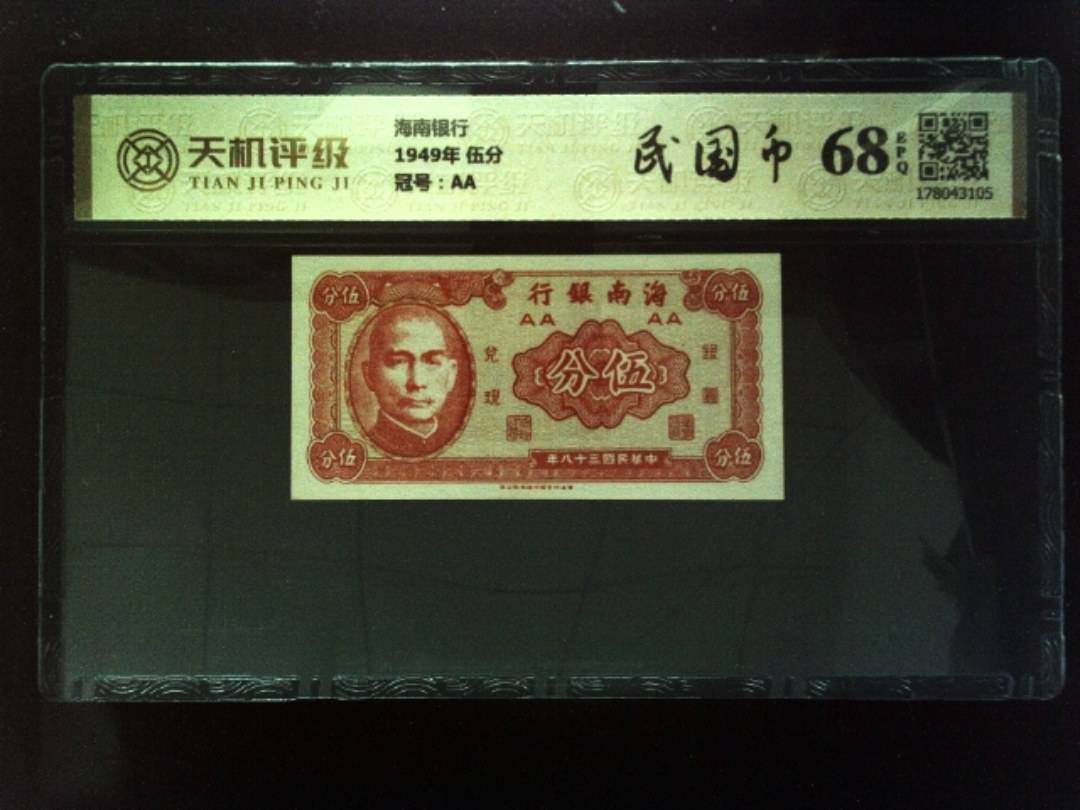 天机评级
TIAN JI PING JI
海南银行
1949年 伍分
冠号：AA
民国币
68
EPQ
178043105
分伍
行銀南海
分伍
AA
AA
兌現
分伍
銀
分伍
年八十三國民華中
分伍